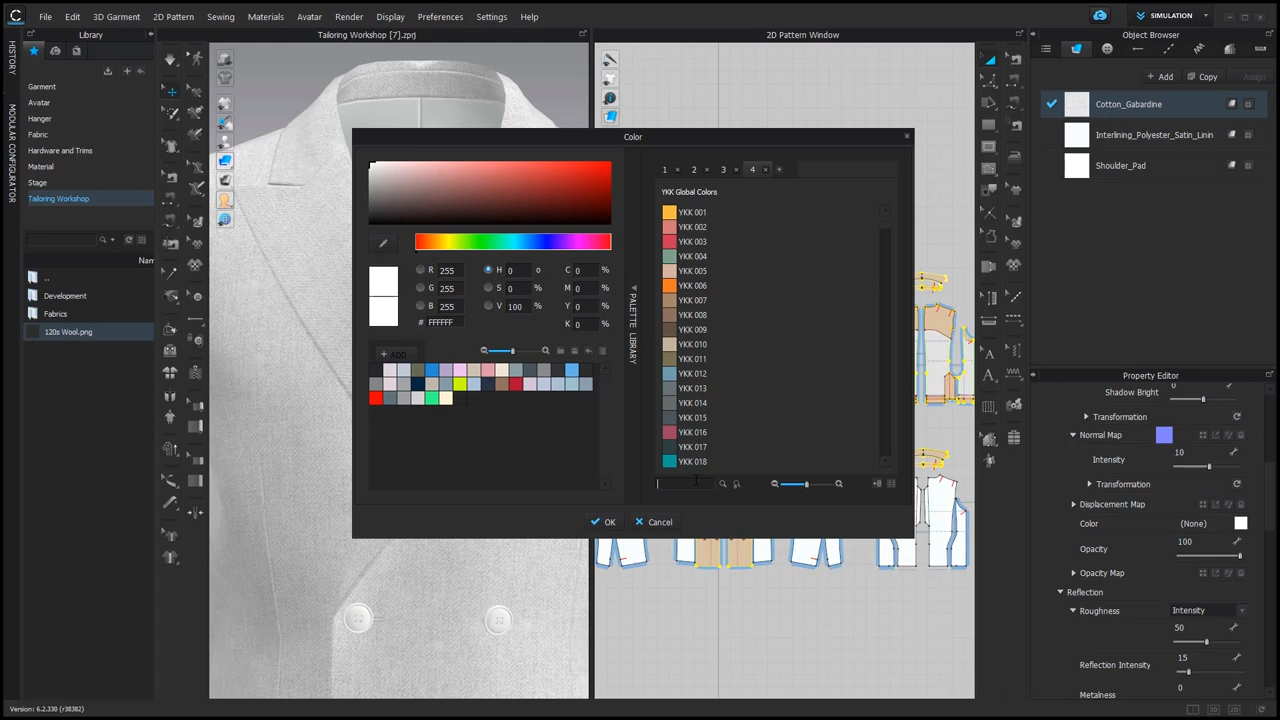 File Edit 3D Garment 2D Pattern Sewing Materials Avatar Render Display Preferences Settings Help SIMULATION
HISTORY
MODULAR CONFIGURATOR
Library
Garment
Avatar
Hanger
Fabric
Hardware and Trims
Material
Stage
Tailoring Workshop
Nam
..
Development
Fabrics
120s Wool.png
Tailoring Workshop [7].zprj
2D Pattern Window
Color
R 255 H 0 o C 0 %
G 255 S 0 % M 0 %
B 255 V 100 % Y 0 %
# FFFFFF K 0 %
+ ADD
PALETTE LIBRARY
1 × 2 × 3 × 4 × +
YKK Global Colors
YKK 001
YKK 002
YKK 003
YKK 004
YKK 005
YKK 006
YKK 007
YKK 008
YKK 009
YKK 010
YKK 011
YKK 012
YKK 013
YKK 014
YKK 015
YKK 016
YKK 017
YKK 018
OK Cancel
Object Browser
+ Add Copy Assign
Cotton_Gabardine
Interlining_Polyester_Satin_Linin
Shoulder_Pad
Property Editor
Shadow Bright 0
Transformation
Normal Map
Intensity 10
Transformation
Displacement Map
Color (None)
Opacity 100
Opacity Map
Reflection
Roughness Intensity
50
Reflection Intensity 15
Metalness 0
Version: 6.2.330 (r38382)
3D 2D